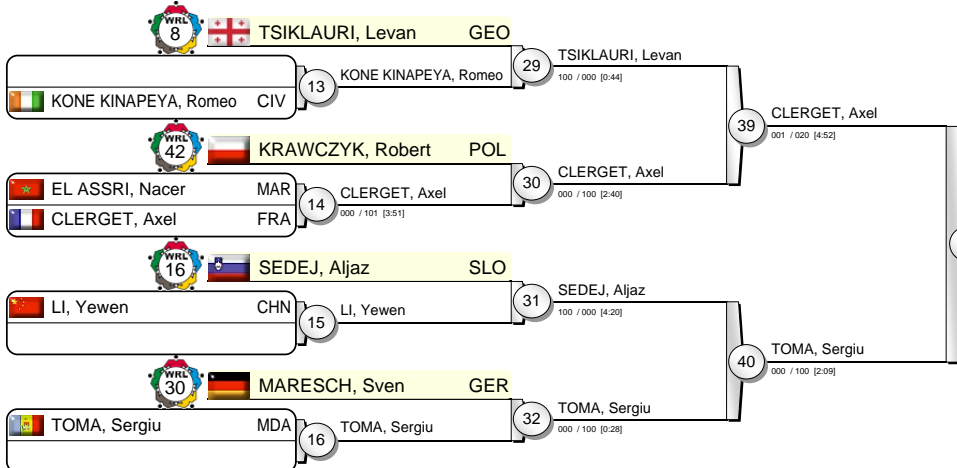 WRL
8
TSIKLAURI, Levan GEO
KONE KINAPEYA, Romeo CIV
13
KONE KINAPEYA, Romeo
29
TSIKLAURI, Levan
100 / 000 [0:44]
WRL
42
KRAWCZYK, Robert POL
EL ASSRI, Nacer MAR
CLERGET, Axel FRA
14
CLERGET, Axel
000 / 101 [3:51]
30
CLERGET, Axel
000 / 100 [2:40]
39
CLERGET, Axel
001 / 020 [4:52]
WRL
16
SEDEJ, Aljaz SLO
LI, Yewen CHN
15
LI, Yewen
31
SEDEJ, Aljaz
100 / 000 [4:20]
WRL
30
MARESCH, Sven GER
TOMA, Sergiu MDA
16
TOMA, Sergiu
32
TOMA, Sergiu
000 / 100 [0:28]
40
TOMA, Sergiu
000 / 100 [2:09]